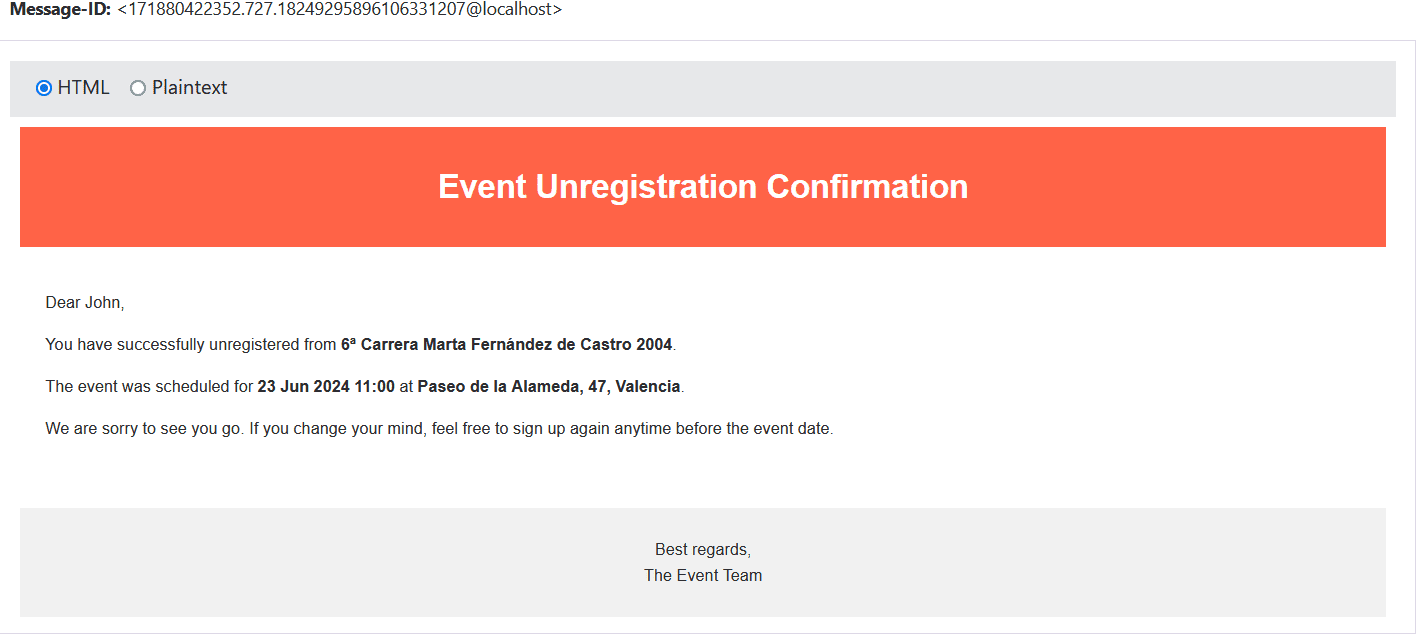 Message-ID: <171880422352.727.18249295896106331207@localhost>
HTML Plaintext
Event Unregistration Confirmation
Dear John,
You have successfully unregistered from 6ª Carrera Marta Fernández de Castro 2004.
The event was scheduled for 23 Jun 2024 11:00 at Paseo de la Alameda, 47, Valencia.
We are sorry to see you go. If you change your mind, feel free to sign up again anytime before the event date.
Best regards,
The Event Team